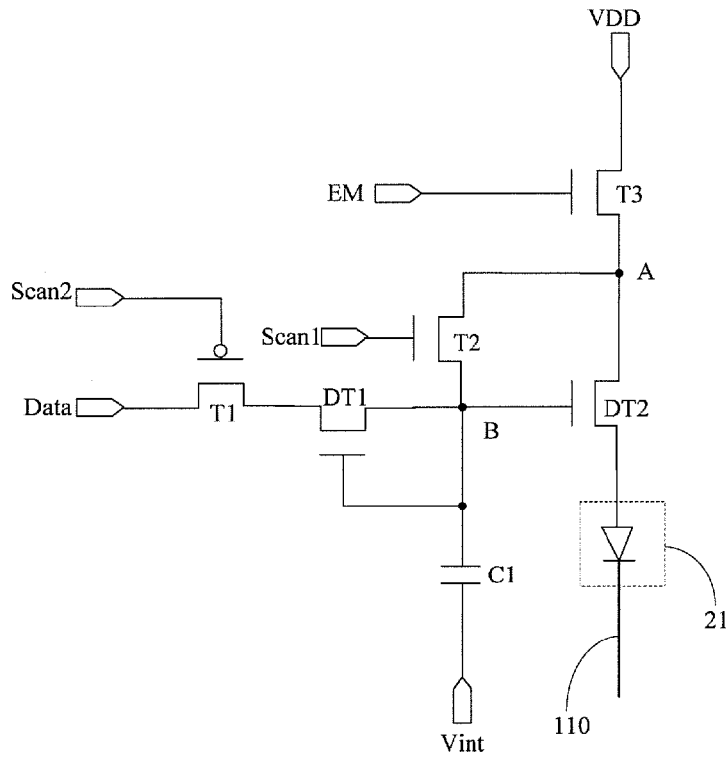 VDD
EM
T3
A
Scan2
Scan1
T2
Data
T1
DT1
B
DT2
C1
21
110
Vint